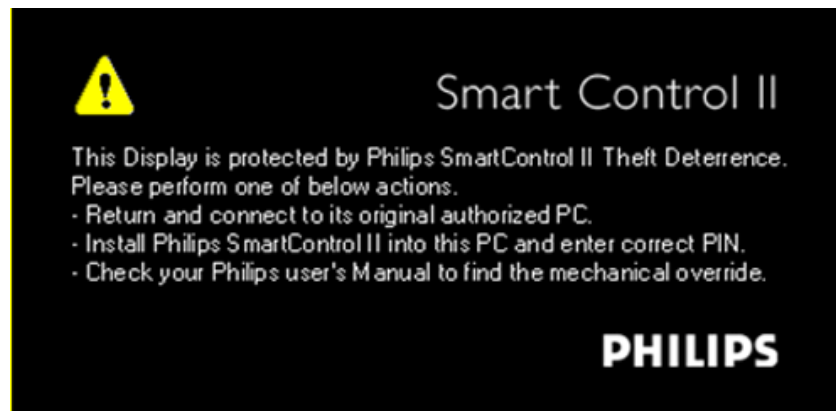 Smart Control II
This Display is protected by Philips SmartControl II Theft Deterrence.
Please perform one of below actions.
- Return and connect to its original authorized PC.
- Install Philips SmartControl II into this PC and enter correct PIN.
- Check your Philips user's Manual to find the mechanical override.
PHILIPS